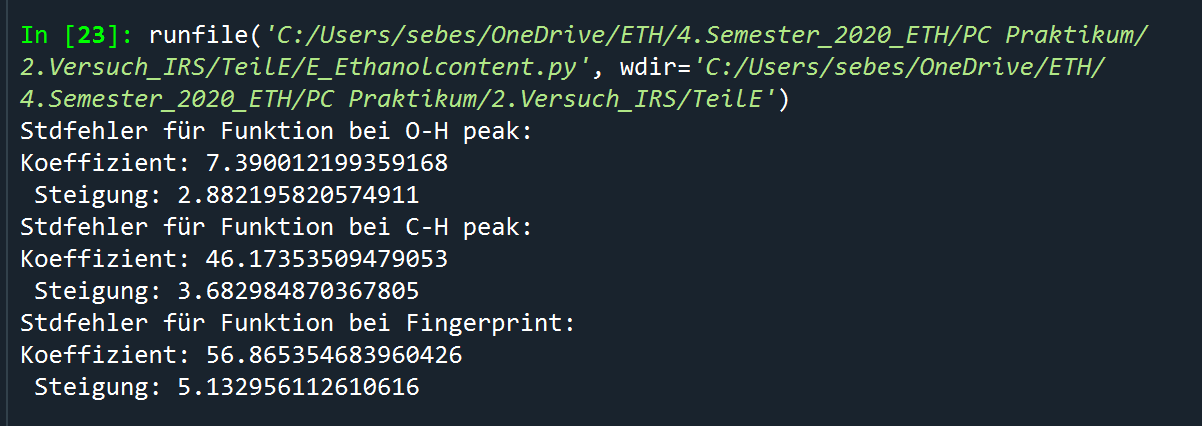 In [23]: runfile('C:/Users/sebes/OneDrive/ETH/4.Semester_2020_ETH/PC Praktikum/
2.Versuch_IRS/TeilE/E_Ethanolcontent.py', wdir='C:/Users/sebes/OneDrive/ETH/
4.Semester_2020_ETH/PC Praktikum/2.Versuch_IRS/TeilE')
Stdfehler für Funktion bei O-H peak:
Koeffizient: 7.390012199359168
 Steigung: 2.882195820574911
Stdfehler für Funktion bei C-H peak:
Koeffizient: 46.17353509479053
 Steigung: 3.682984870367805
Stdfehler für Funktion bei Fingerprint:
Koeffizient: 56.865354683960426
 Steigung: 5.132956112610616